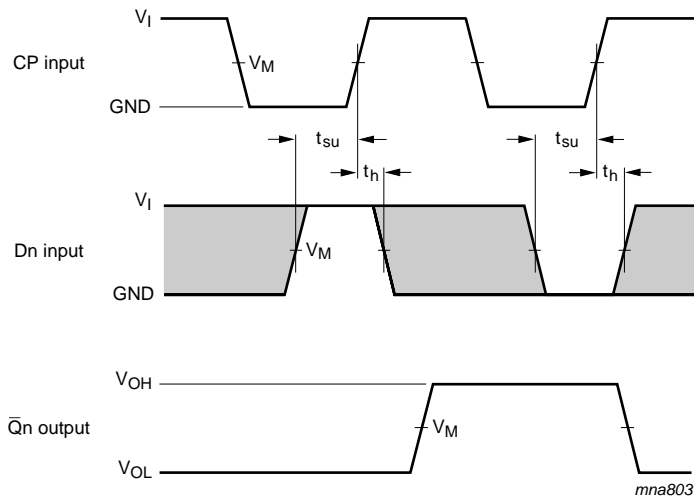 V_I
CP input
V_M
GND
t_su
t_su
t_h
t_h
V_I
Dn input
V_M
GND
V_OH
Q̅n output
V_M
V_OL
mna803